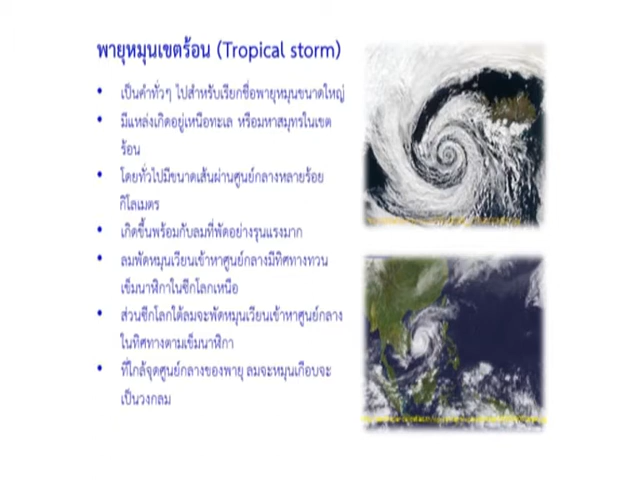 พายุหมุนเขตร้อน (Tropical storm)
• เป็นคำทั่วๆ ไปสำหรับเรียกชื่อพายุหมุนขนาดใหญ่
• มีแหล่งเกิดอยู่เหนือทะเล หรือมหาสมุทรในเขต
ร้อน
• โดยทั่วไปมีขนาดเส้นผ่านศูนย์กลางหลายร้อย
กิโลเมตร
• เกิดขึ้นพร้อมกับลมที่พัดอย่างรุนแรงมาก
• ลมพัดหมุนเวียนเข้าหาศูนย์กลางมีทิศทางทวน
เข็มนาฬิกาในซีกโลกเหนือ
• ส่วนซีกโลกใต้ลมจะพัดหมุนเวียนเข้าหาศูนย์กลาง
ในทิศทางตามเข็มนาฬิกา
• ที่ใกล้จุดศูนย์กลางของพายุ ลมจะหมุนเกือบจะ
เป็นวงกลม